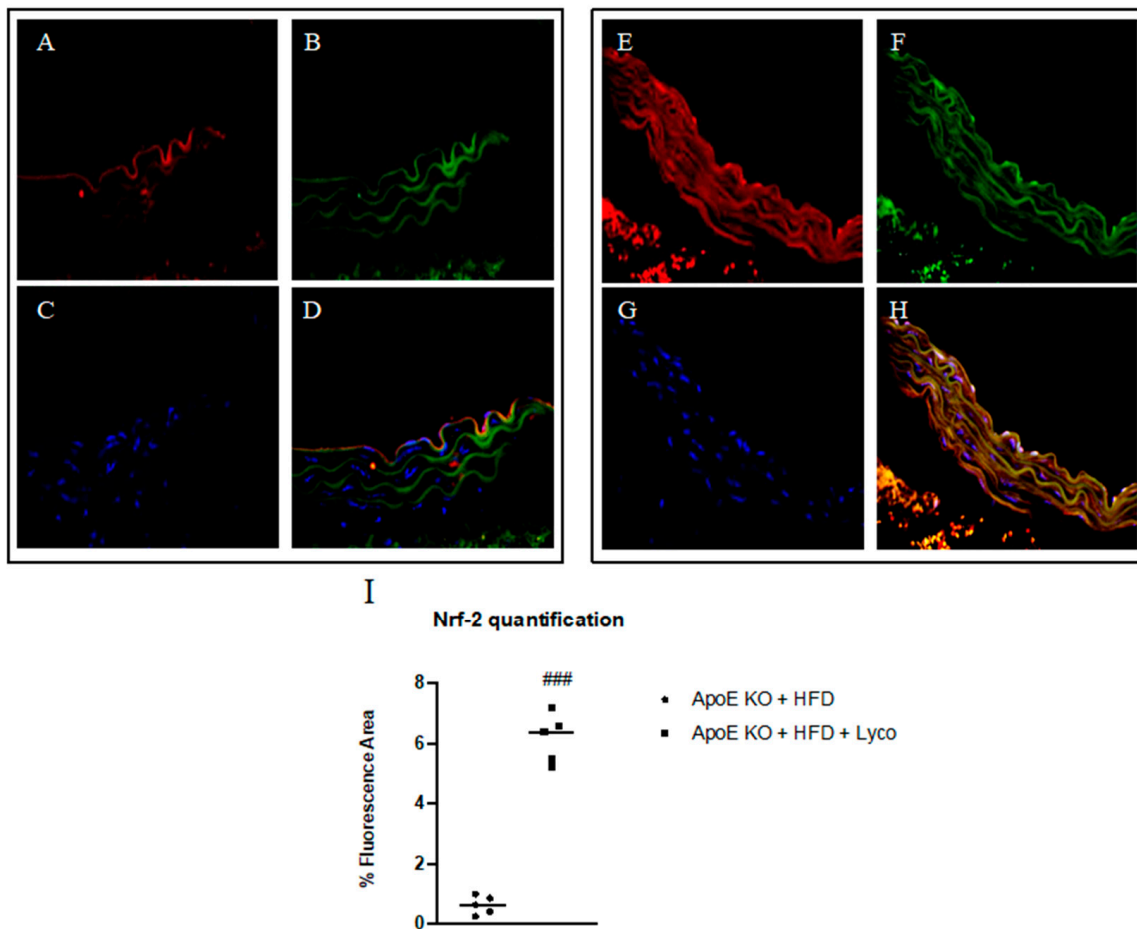 A
B
E
F
C
D
G
H
I
Nrf-2 quantification
###
8
6
4
2
0
% Fluorescence Area
ApoE KO + HFD
ApoE KO + HFD + Lyco